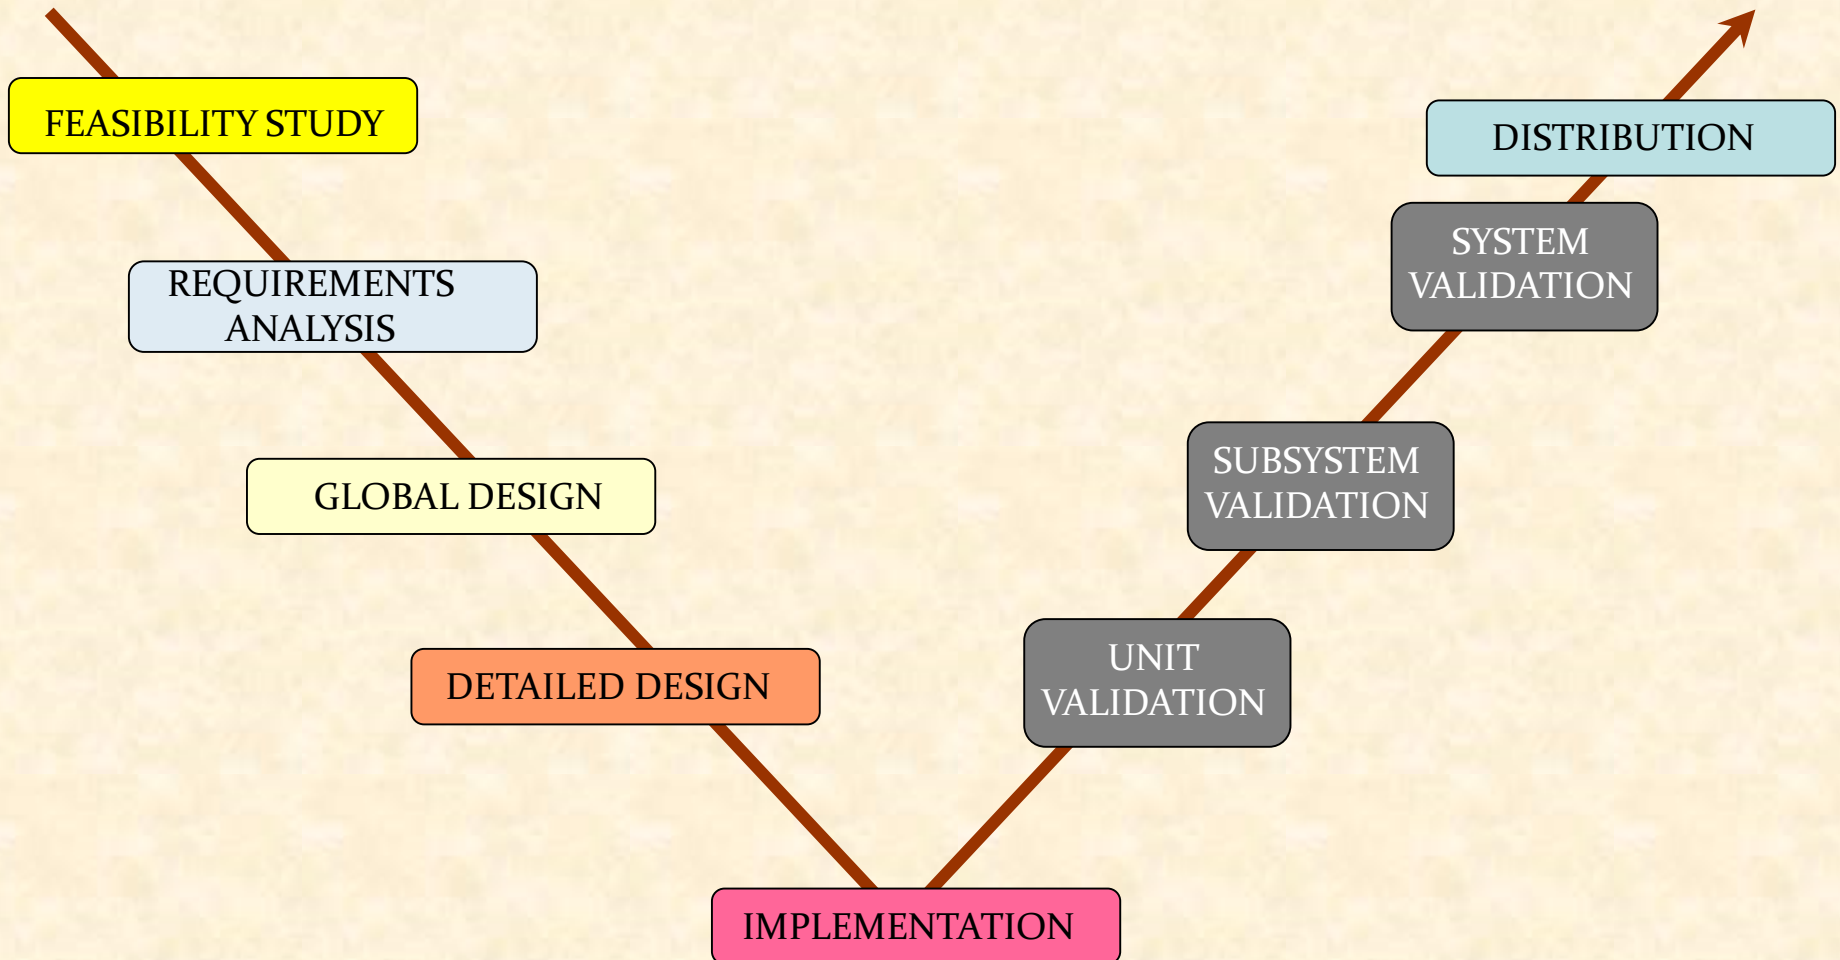 FEASIBILITY STUDY
REQUIREMENTS
ANALYSIS
GLOBAL DESIGN
DETAILED DESIGN
IMPLEMENTATION
UNIT
VALIDATION
SUBSYSTEM
VALIDATION
SYSTEM
VALIDATION
DISTRIBUTION